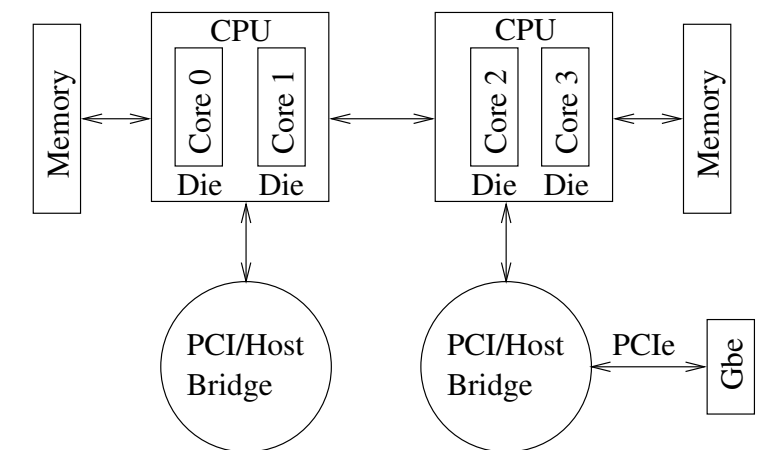 CPU
CPU
Memory
Core 0
Core 1
Core 2
Core 3
Memory
Die
Die
Die
Die
PCI/Host
Bridge
PCI/Host
Bridge
PCIe
Gbe